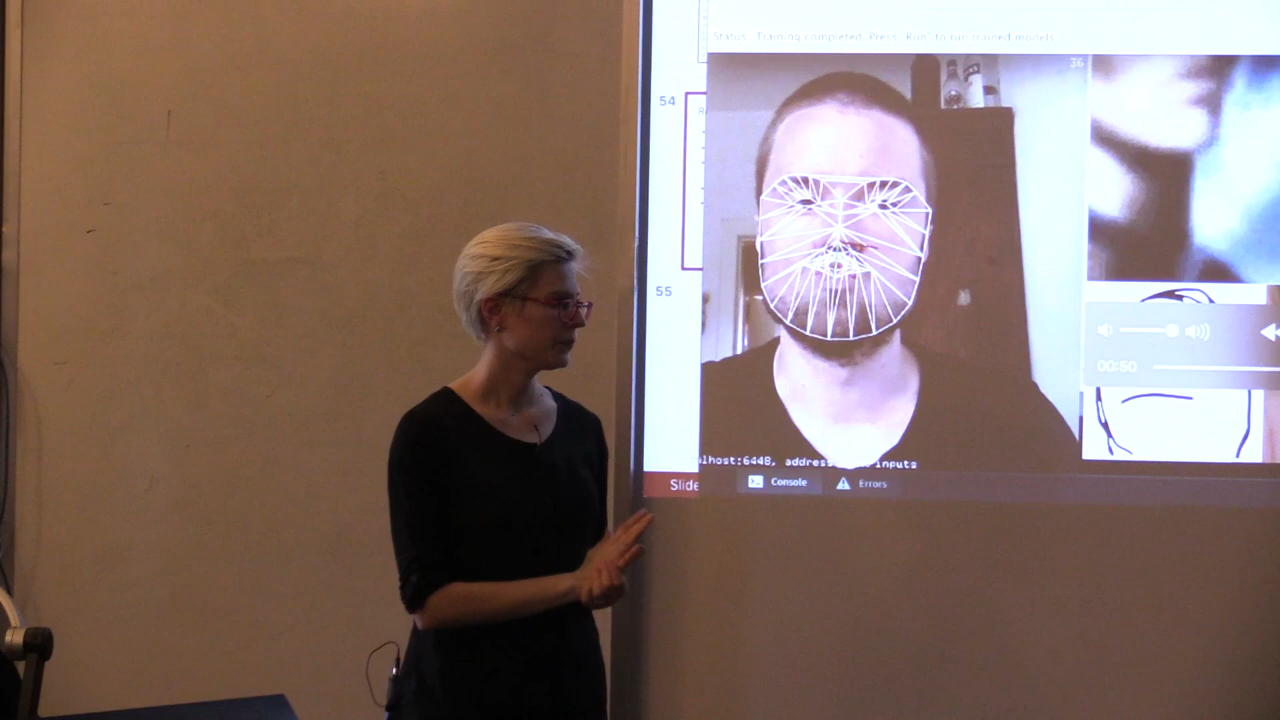 Status: Training completed. Press "Run" to run trained models.
36
54
55
00:50
lhost:6448, address inputs
Console
Errors
Slide